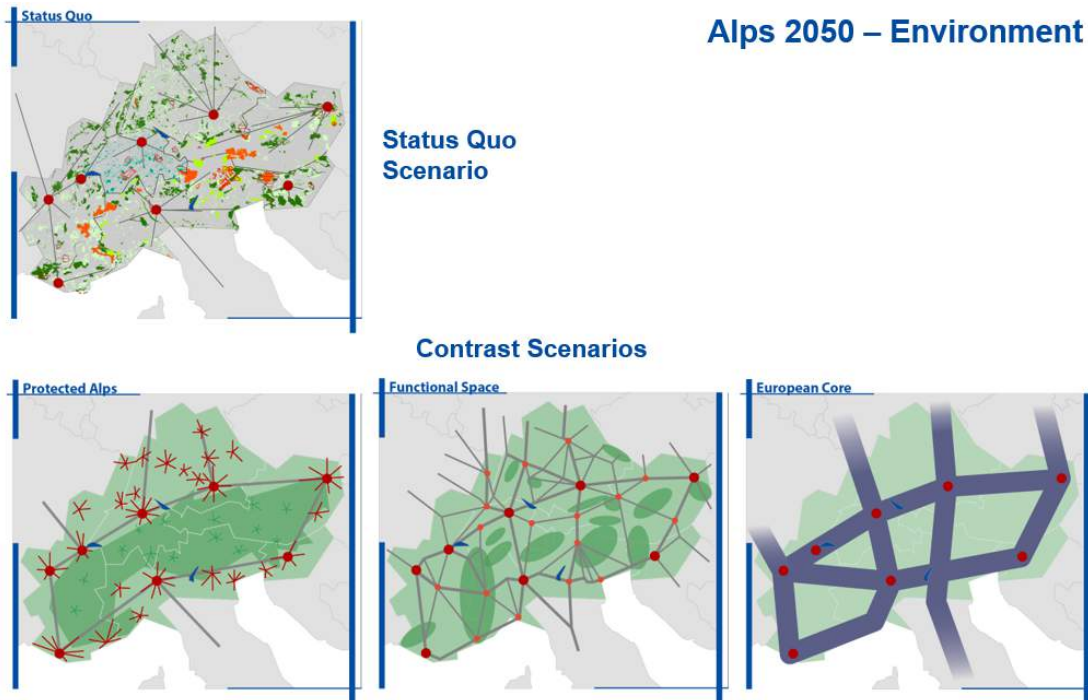 Status Quo
Alps 2050 – Environment
Status Quo
Scenario
Contrast Scenarios
Protected Alps
Functional Space
European Core